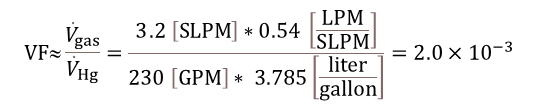 VF≈ V̇gas / V̇Hg = 3.2 [SLPM] * 0.54 [LPM / SLPM] / 230 [GPM] * 3.785 [liter / gallon] = 2.0 × 10⁻³